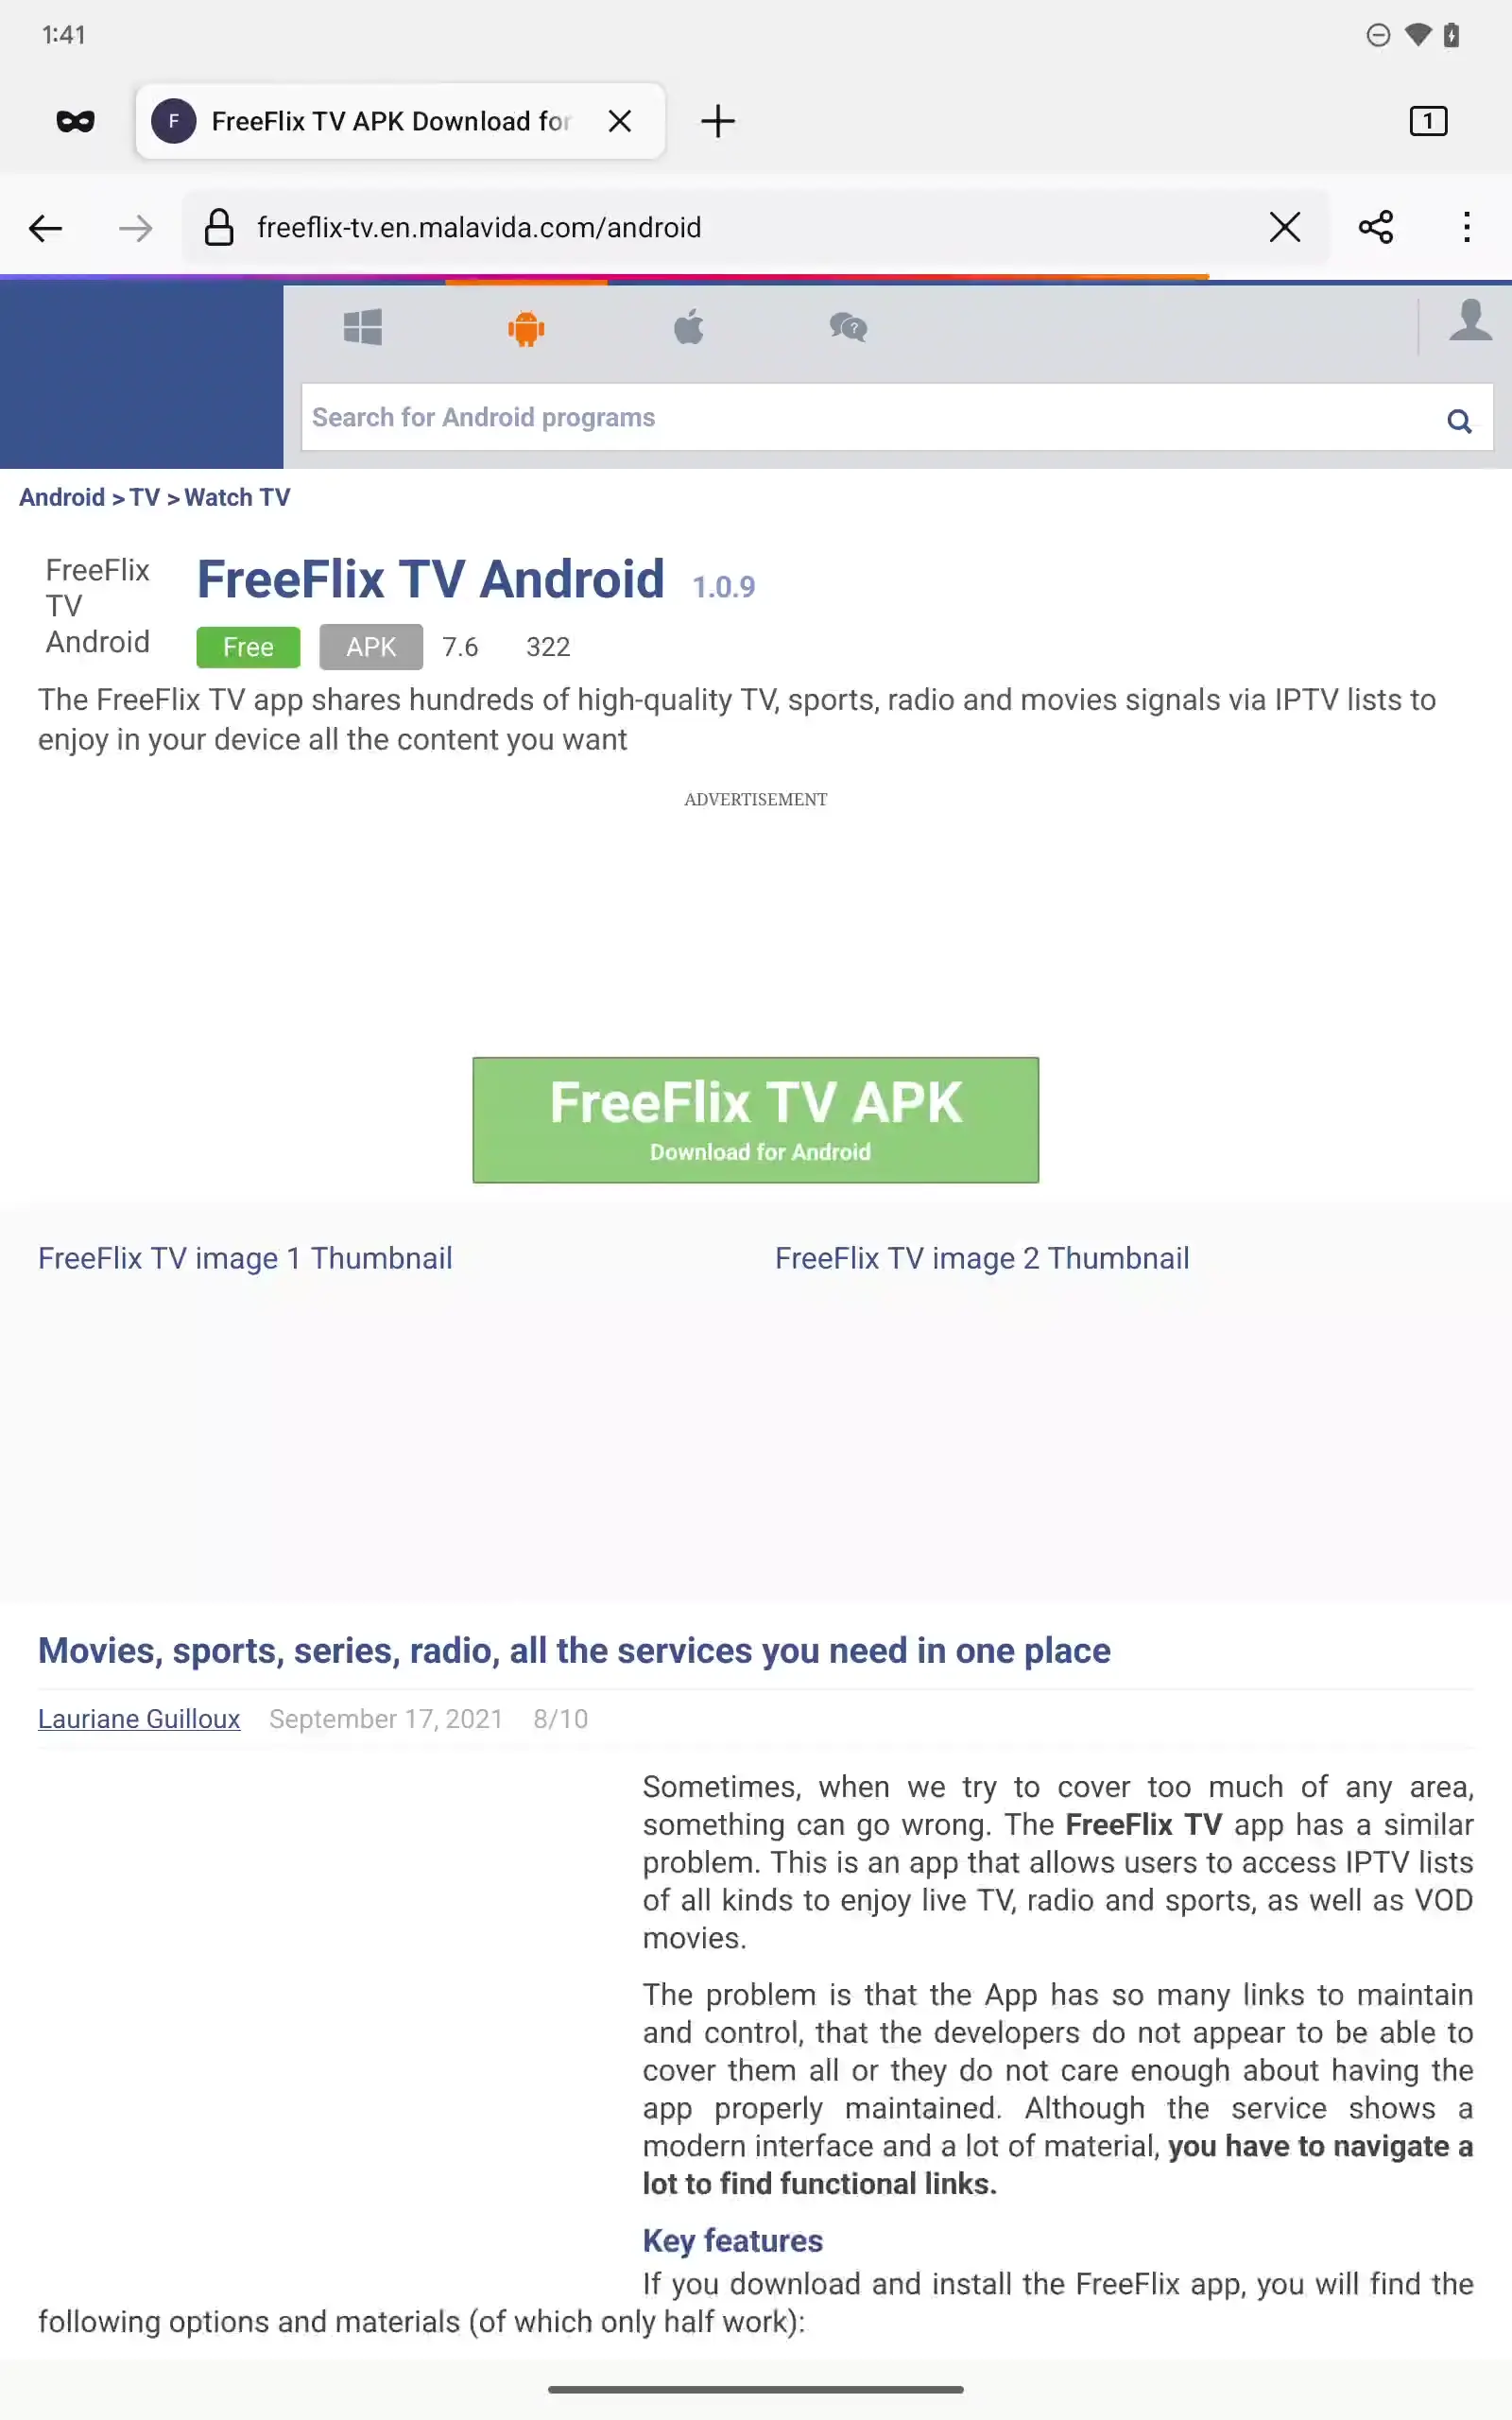 1:41
F
FreeFlix TV APK Download for
1
freeflix-tv.en.malavida.com/android
?
Search for Android programs
Android > TV > Watch TV
FreeFlix
TV
Android
FreeFlix TV Android 1.0.9
Free APK 7.6 322
The FreeFlix TV app shares hundreds of high-quality TV, sports, radio and movies signals via IPTV lists to
enjoy in your device all the content you want
ADVERTISEMENT
FreeFlix TV APK
Download for Android
FreeFlix TV image 1 Thumbnail
FreeFlix TV image 2 Thumbnail
Movies, sports, series, radio, all the services you need in one place
Lauriane Guilloux September 17, 2021 8/10
Sometimes, when we try to cover too much of any area,
something can go wrong. The FreeFlix TV app has a similar
problem. This is an app that allows users to access IPTV lists
of all kinds to enjoy live TV, radio and sports, as well as VOD
movies.
The problem is that the App has so many links to maintain
and control, that the developers do not appear to be able to
cover them all or they do not care enough about having the
app properly maintained. Although the service shows a
modern interface and a lot of material, you have to navigate a
lot to find functional links.
Key features
If you download and install the FreeFlix app, you will find the
following options and materials (of which only half work):